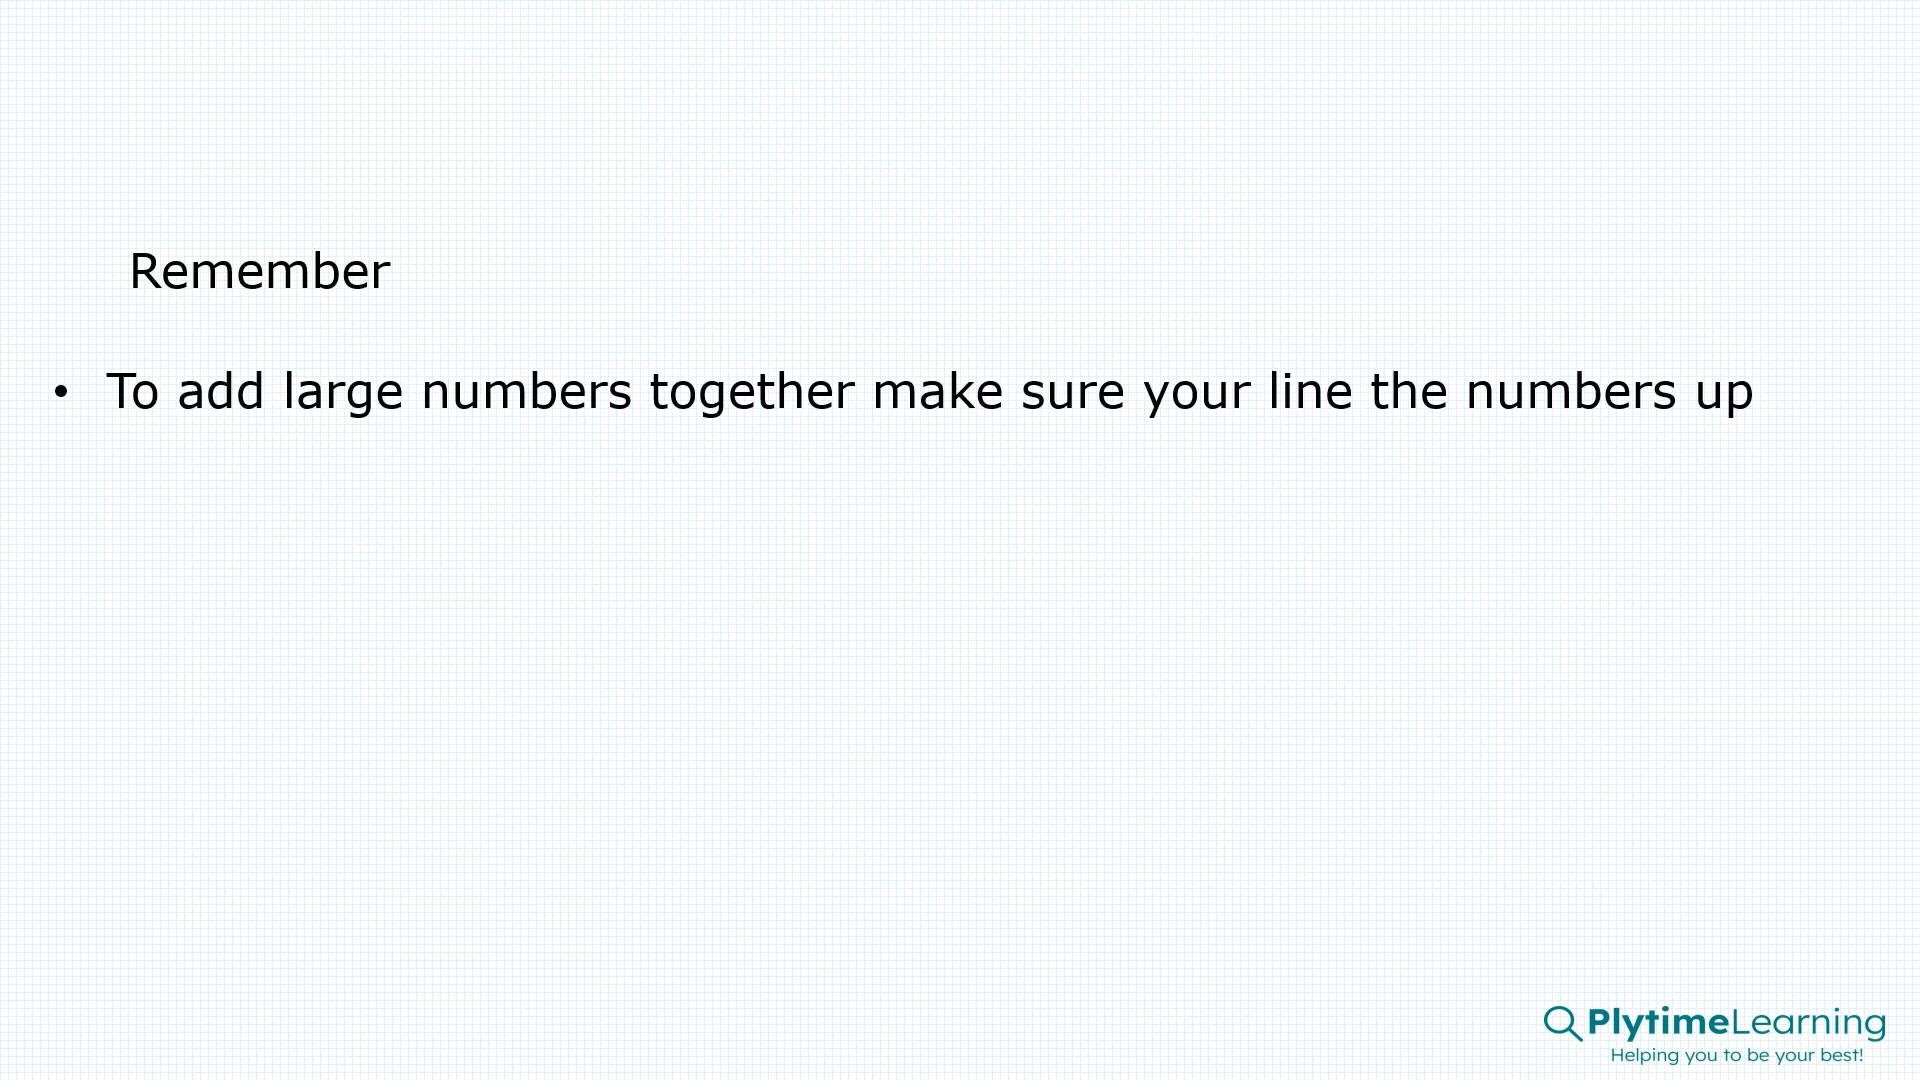 Remember
• To add large numbers together make sure your line the numbers up
PlytimeLearning
Helping you to be your best!